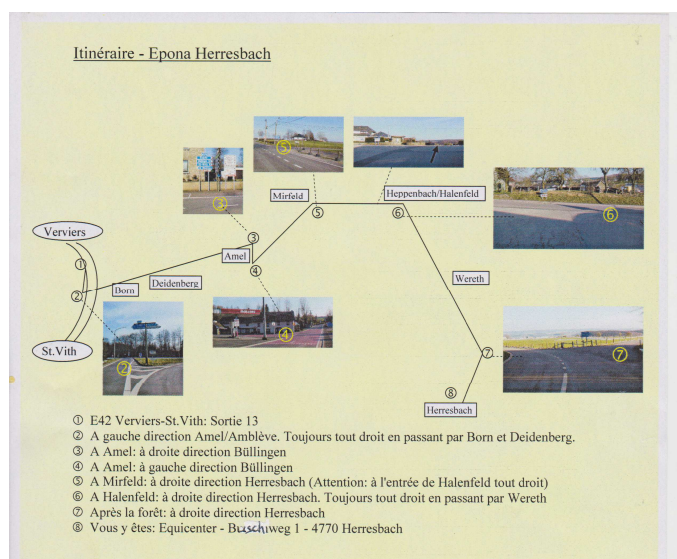 Itinéraire - Epona Herresbach
Mirfeld
Heppenbach/Halenfeld
Verviers
Amel
Wereth
Deidenberg
Born
St.Vith
Herresbach
① E42 Verviers-St.Vith: Sortie 13
② A gauche direction Amel/Amblève. Toujours tout droit en passant par Born et Deidenberg.
③ A Amel: à droite direction Büllingen
④ A Amel: à gauche direction Büllingen
⑤ A Mirfeld: à droite direction Herresbach (Attention: à l'entrée de Halenfeld tout droit)
⑥ A Halenfeld: à droite direction Herresbach. Toujours tout droit en passant par Wereth
⑦ Après la forêt: à droite direction Herresbach
⑧ Vous y êtes: Equicenter - Buschweg 1 - 4770 Herresbach